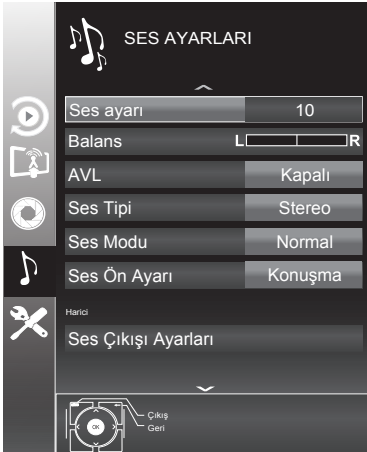 SES AYARLARI
Ses ayarı 10
Balans L R
AVL Kapalı
Ses Tipi Stereo
Ses Modu Normal
Ses Ön Ayarı Konuşma
Harici
Ses Çıkışı Ayarları
Çıkış
OK Geri